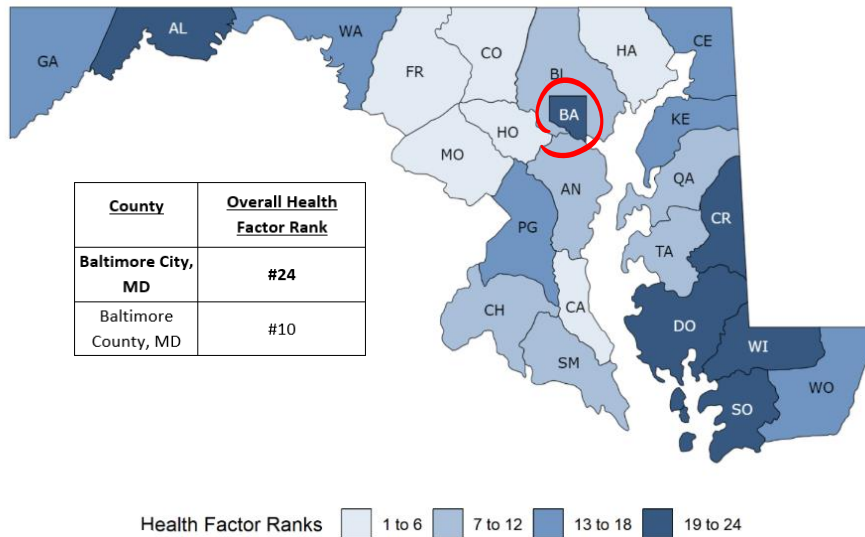 AL
WA
GA
FR
CO
BL
HA
CE
BA
KE
HO
MO
QA
AN
CR
PG
TA
CA
CH
DO
WI
SM
WO
SO
County
Overall Health
Factor Rank
Baltimore City,
MD
#24
Baltimore
County, MD
#10
Health Factor Ranks
1 to 6
7 to 12
13 to 18
19 to 24